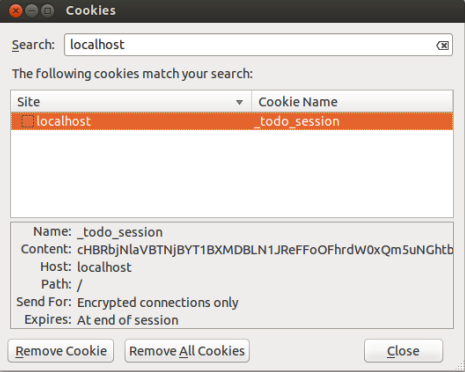 Cookies
Search: localhost
The following cookies match your search:
Site Cookie Name
localhost _todo_session
Name: _todo_session
Content: cHBRbjNlaVBTNjBYT1BXMDBLN1JReFFoOFhrdW0xQm5uNGhtb
Host: localhost
Path: /
Send For: Encrypted connections only
Expires: At end of session
Remove Cookie Remove All Cookies Close